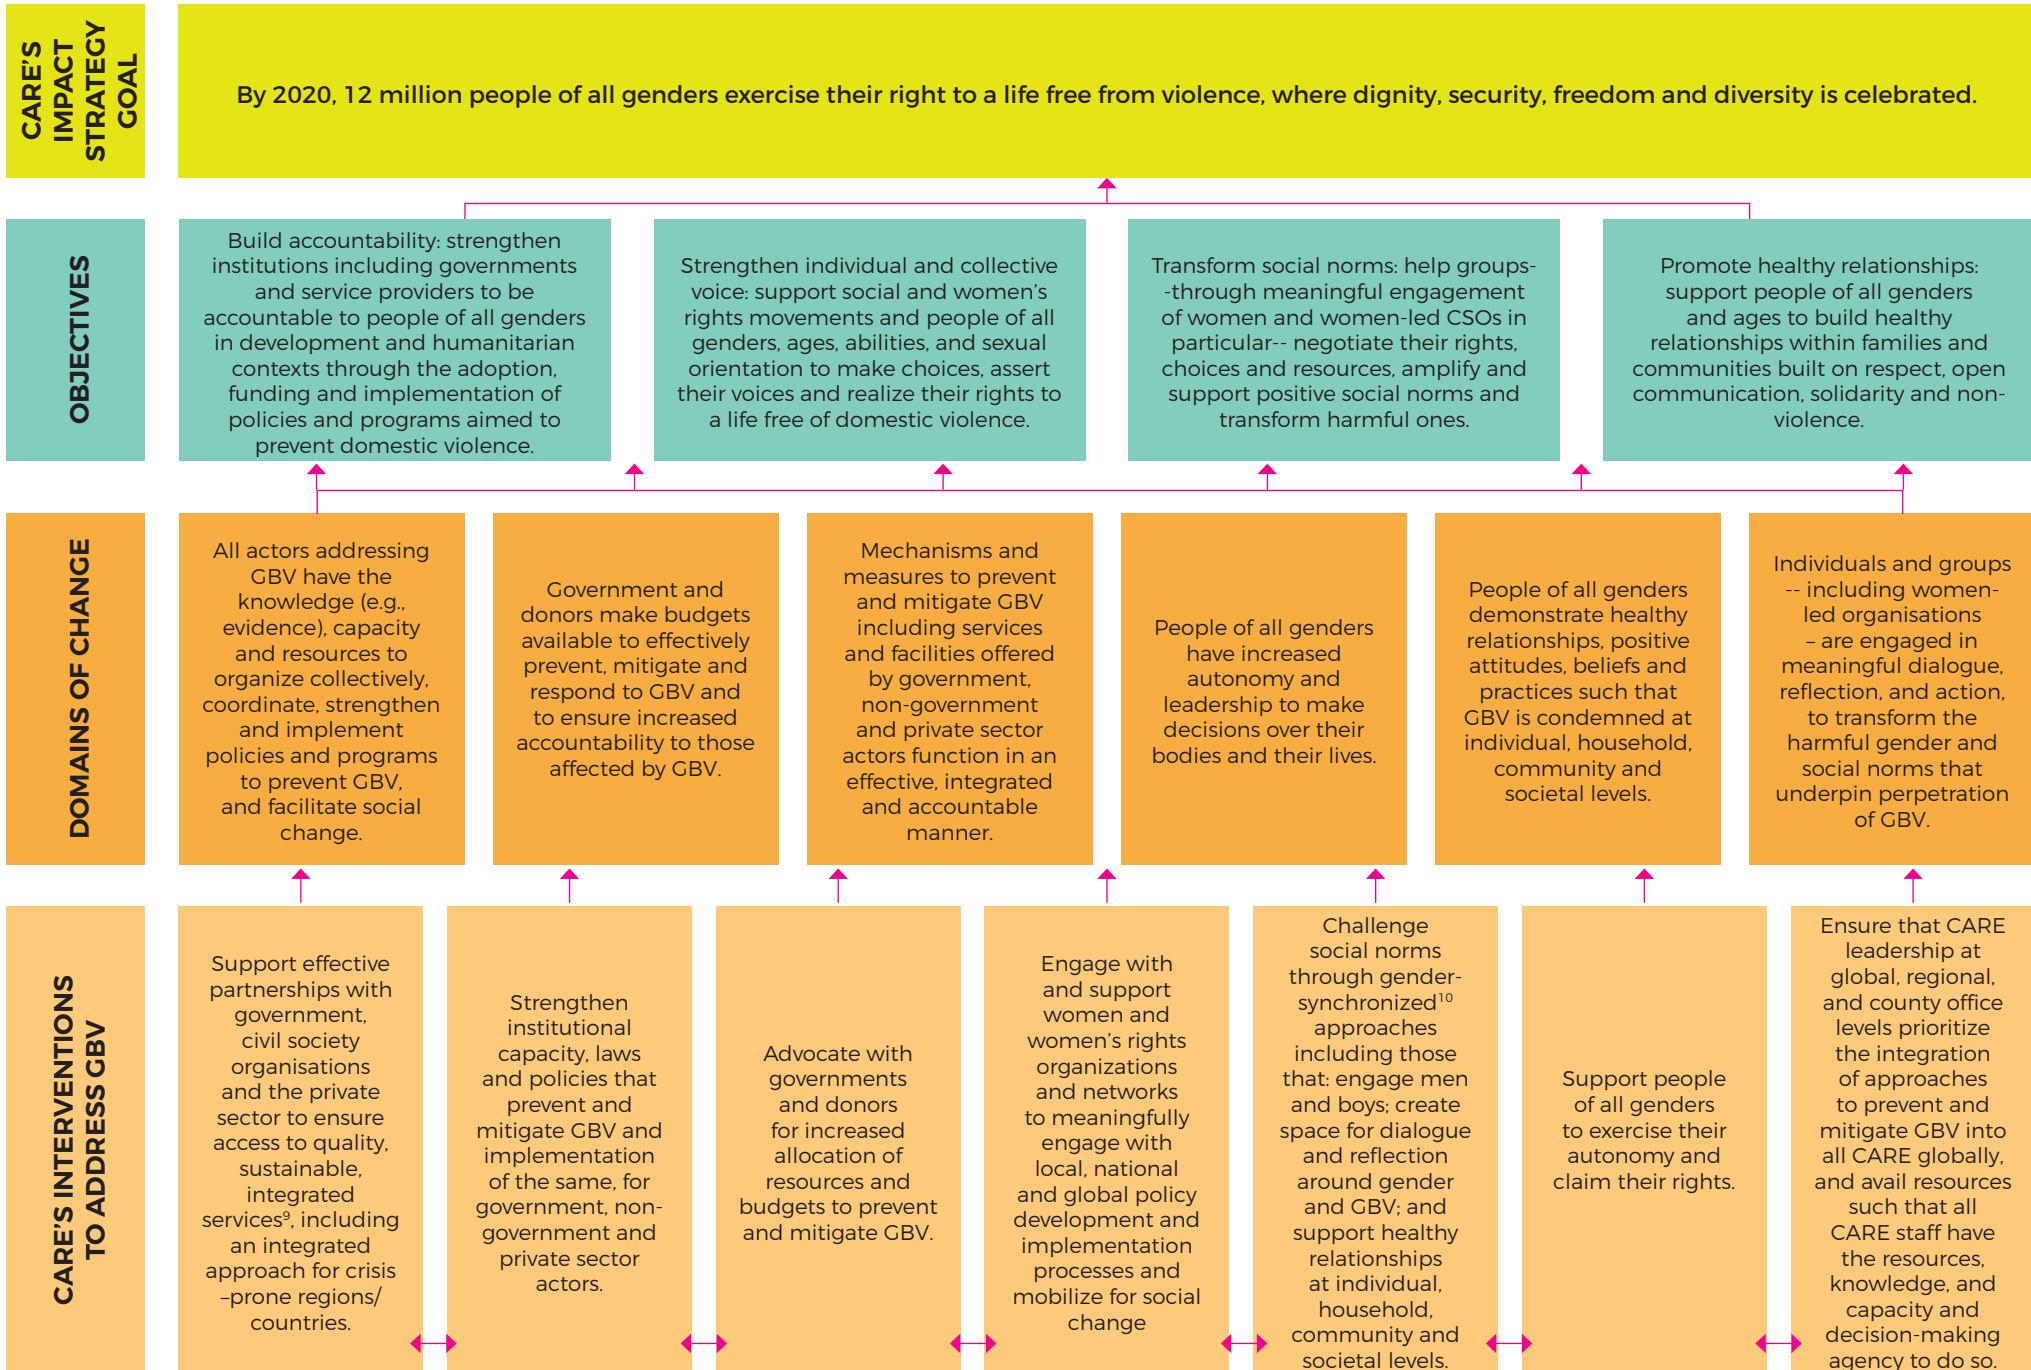 CARE'S
IMPACT
STRATEGY
GOAL
By 2020, 12 million people of all genders exercise their right to a life free from violence, where dignity, security, freedom and diversity is celebrated.
OBJECTIVES
Build accountability: strengthen
institutions including governments
and service providers to be
accountable to people of all genders
in development and humanitarian
contexts through the adoption,
funding and implementation of
policies and programs aimed to
prevent domestic violence.
Strengthen individual and collective
voice: support social and women's
rights movements and people of all
genders, ages, abilities, and sexual
orientation to make choices, assert
their voices and realize their rights to
a life free of domestic violence.
Transform social norms: help groups-
-through meaningful engagement
of women and women-led CSOs in
particular-- negotiate their rights,
choices and resources, amplify and
support positive social norms and
transform harmful ones.
Promote healthy relationships:
support people of all genders
and ages to build healthy
relationships within families and
communities built on respect, open
communication, solidarity and non-
violence.
DOMAINS OF CHANGE
All actors addressing
GBV have the
knowledge (e.g.,
evidence), capacity
and resources to
organize collectively,
coordinate, strengthen
and implement
policies and programs
to prevent GBV,
and facilitate social
change.
Government and
donors make budgets
available to effectively
prevent, mitigate and
respond to GBV and
to ensure increased
accountability to those
affected by GBV.
Mechanisms and
measures to prevent
and mitigate GBV
including services
and facilities offered
by government,
non-government
and private sector
actors function in an
effective, integrated
and accountable
manner.
People of all genders
have increased
autonomy and
leadership to make
decisions over their
bodies and their lives.
People of all genders
demonstrate healthy
relationships, positive
attitudes, beliefs and
practices such that
GBV is condemned at
individual, household,
community and
societal levels.
Individuals and groups
-- including women-
led organisations
– are engaged in
meaningful dialogue,
reflection, and action,
to transform the
harmful gender and
social norms that
underpin perpetration
of GBV.
CARE'S INTERVENTIONS
TO ADDRESS GBV
Support effective
partnerships with
government,
civil society
organisations
and the private
sector to ensure
access to quality,
sustainable,
integrated
services⁹, including
an integrated
approach for crisis
–prone regions/
countries.
Strengthen
institutional
capacity, laws
and policies that
prevent and
mitigate GBV and
implementation
of the same, for
government, non-
government and
private sector
actors.
Advocate with
governments
and donors
for increased
allocation of
resources and
budgets to prevent
and mitigate GBV.
Engage with
and support
women and
women's rights
organizations
and networks
to meaningfully
engage with
local, national
and global policy
development and
implementation
processes and
mobilize for social
change
Challenge
social norms
through gender-
synchronized¹⁰
approaches
including those
that: engage men
and boys; create
space for dialogue
and reflection
around gender
and GBV; and
support healthy
relationships
at individual,
household,
community and
societal levels.
Support people
of all genders
to exercise their
autonomy and
claim their rights.
Ensure that CARE
leadership at
global, regional,
and county office
levels prioritize
the integration
of approaches
to prevent and
mitigate GBV into
all CARE globally,
and avail resources
such that all
CARE staff have
the resources,
knowledge, and
capacity and
decision-making
agency to do so.